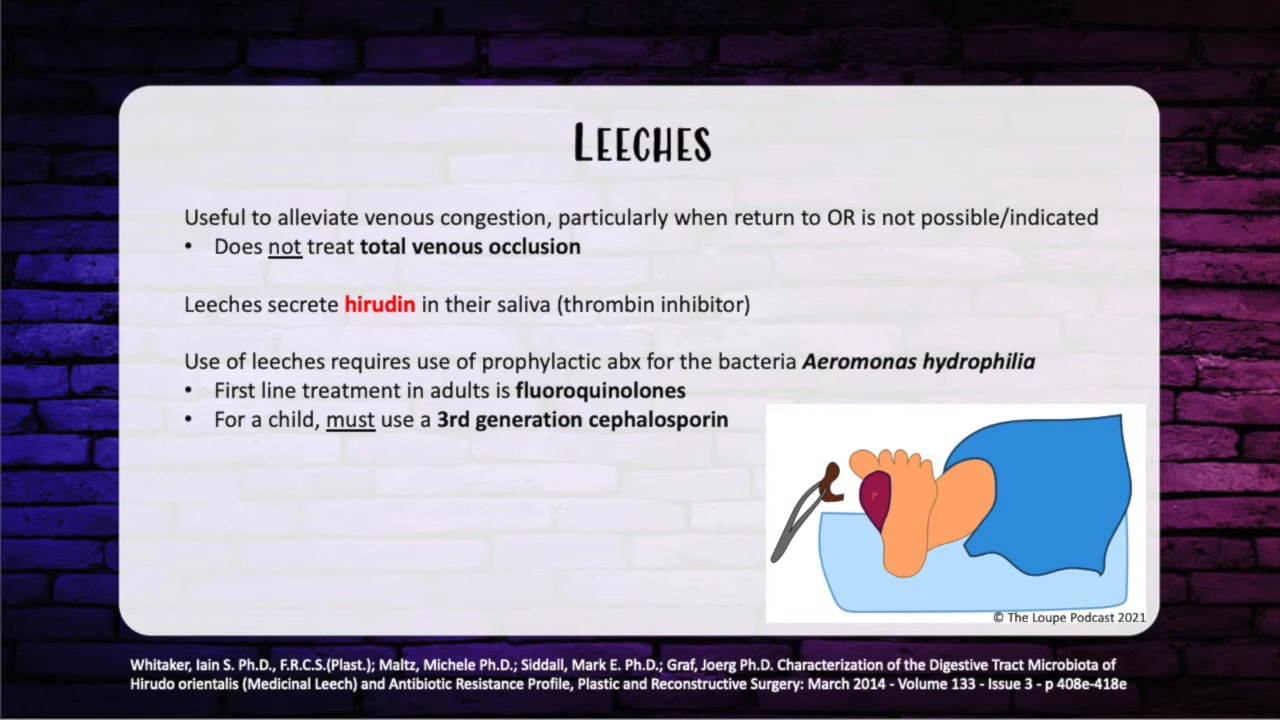 LEECHES
Useful to alleviate venous congestion, particularly when return to OR is not possible/indicated
• Does not treat total venous occlusion
Leeches secrete hirudin in their saliva (thrombin inhibitor)
Use of leeches requires use of prophylactic abx for the bacteria Aeromonas hydrophilia
• First line treatment in adults is fluoroquinolones
• For a child, must use a 3rd generation cephalosporin
© The Loupe Podcast 2021
Whitaker, Iain S. Ph.D., F.R.C.S.(Plast.); Maltz, Michele Ph.D.; Siddall, Mark E. Ph.D.; Graf, Joerg Ph.D. Characterization of the Digestive Tract Microbiota of
Hirudo orientalis (Medicinal Leech) and Antibiotic Resistance Profile, Plastic and Reconstructive Surgery: March 2014 - Volume 133 - Issue 3 - p 408e-418e